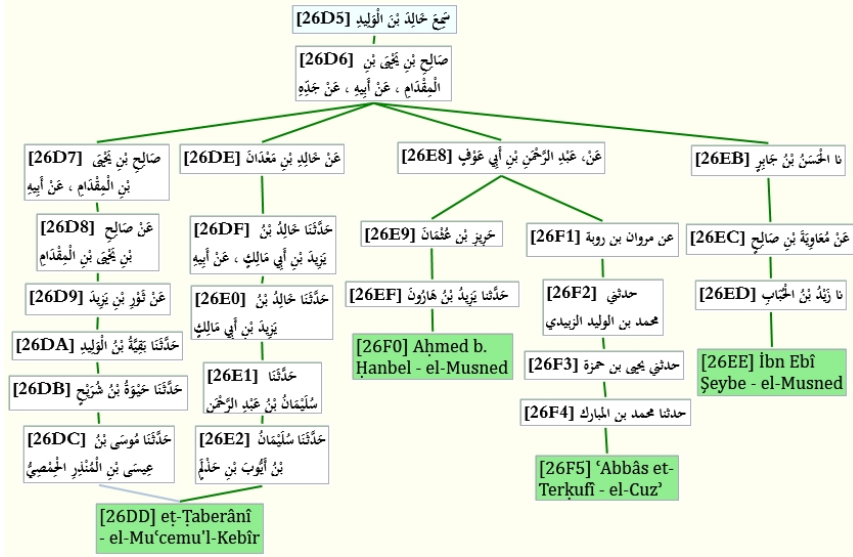 [26D5] سَمِعَ خَالِدَ بْنَ الْوَلِيدِ
[26D6] صَالِحِ بْنِ يَحْيَى بْنِ
الْمِقْدَامِ ، عَنْ أَبِيهِ ، عَنْ جَدِّهِ
[26D7] صَالِحِ بْنِ يَحْيَى
بْنِ الْمِقْدَامِ ، عَنْ أَبِيهِ
[26D8] عَنْ صَالِحِ
بْنِ يَحْيَى بْنِ الْمِقْدَامِ
[26D9] عَنْ ثَوْرِ بْنِ يَزِيدَ
[26DA] حَدَّثَنَا بَقِيَّةُ بْنُ الْوَلِيدِ
[26DB] حَدَّثَنَا حَيْوَةُ بْنُ شُرَيْحٍ
[26DC] حَدَّثَنَا مُوسَى بْنُ
عِيسَى بْنِ الْمُنْذِرِ الْحِمْصِيُّ
[26DE] عَنْ خَالِدِ بْنِ مَعْدَانَ
[26DF] حَدَّثَنَا خَالِدُ بْنُ
يَزِيدَ بْنِ أَبِي مَالِكٍ ، عَنْ أَبِيهِ
[26E0] حَدَّثَنَا خَالِدُ بْنُ
يَزِيدَ بْنِ أَبِي مَالِكٍ
[26E1] حَدَّثَنَا
سُلَيْمَانُ بْنُ عَبْدِ الرَّحْمَنِ
[26E2] حَدَّثَنَا سُلَيْمَانُ
بْنُ أَيُّوبَ بْنِ حَذْلَمٍ
[26DD] eṭ-Ṭaberânî
- el-Muʿcemu'l-Kebîr
[26E8] عَنْ، عَبْدِ الرَّحْمَنِ بْنِ أَبِي عَوْفٍ
[26E9] حَرِيزِ بْنِ عُثْمَانَ
[26EF] حَدَّثنا يَزِيدُ بْنُ هَارُونَ
[26F0] Aḥmed b.
Ḥanbel - el-Musned
[26F1] عن مروان بن روبة
[26F2] حدثني
محمد بن الوليد الزبيدي
[26F3] حدثني يحيى بن حمزة
[26F4] حدثنا محمد بن المبارك
[26F5] ʿAbbâs et-
Terḳufî - el-Cuzʾ
[26EB] نا الْحَسَنُ بْنُ جَابِرٍ
[26EC] عَنْ مُعَاوِيَةَ بْنِ صَالِحٍ
[26ED] نا زَيْدُ بْنُ الْحُبَابِ
[26EE] İbn Ebî
Şeybe - el-Musned